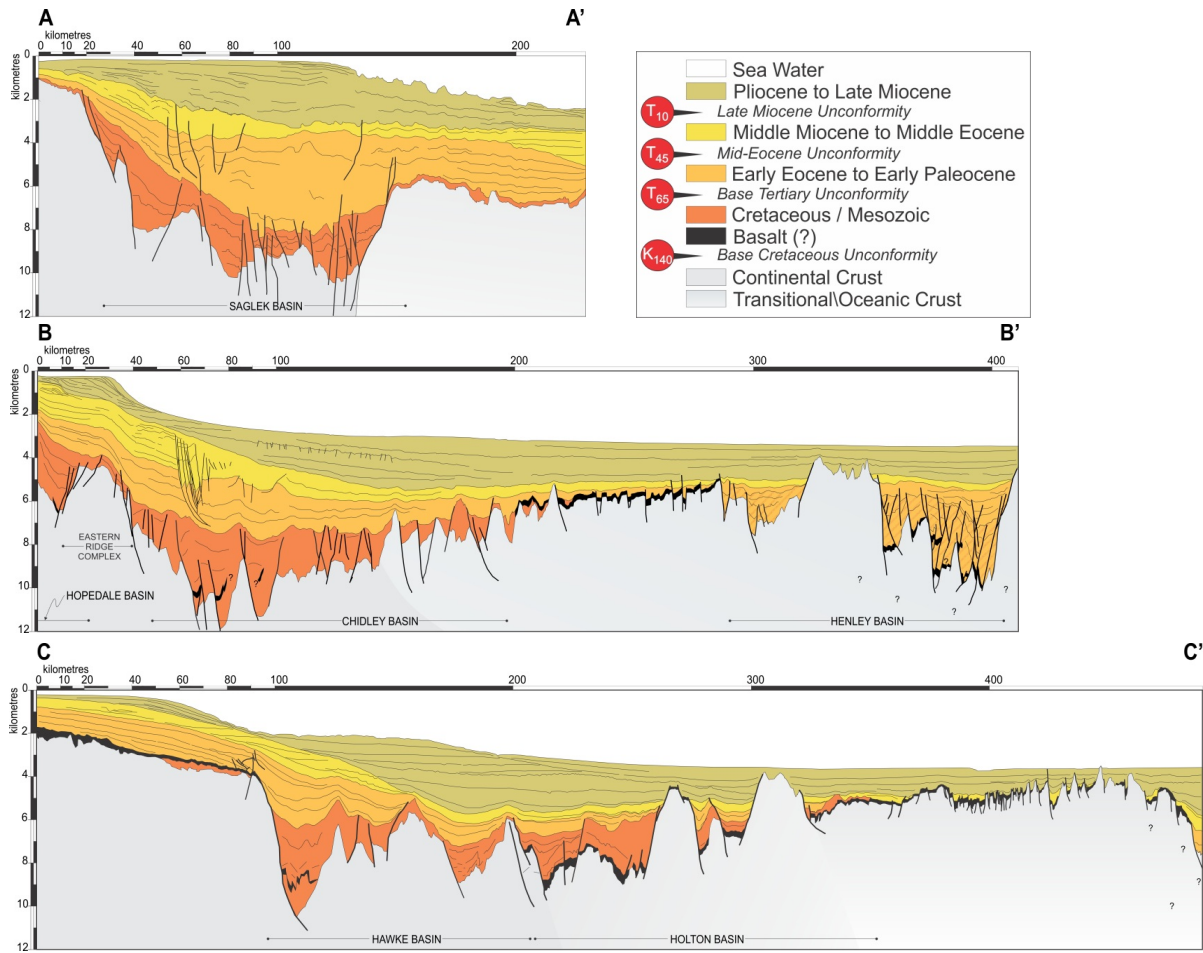 A A’
kilometres
0 10 20 40 60 80 100 200
kilometres
0
2
4
6
8
10
12
SAGLEK BASIN
Sea Water
Pliocene to Late Miocene
T10 Late Miocene Unconformity
Middle Miocene to Middle Eocene
T45 Mid-Eocene Unconformity
Early Eocene to Early Paleocene
T65 Base Tertiary Unconformity
Cretaceous / Mesozoic
Basalt (?)
K140 Base Cretaceous Unconformity
Continental Crust
Transitional\Oceanic Crust
B B’
kilometres
0 10 20 40 60 80 100 200 300 400
kilometres
0
2
4
6
8
10
12
EASTERN
RIDGE
COMPLEX
? ? ? ? ? ? ? ?
HOPEDALE BASIN
CHIDLEY BASIN
HENLEY BASIN
C C’
kilometres
0 10 20 40 60 80 100 200 300 400
kilometres
0
2
4
6
8
10
12
? ? ? ? ?
HAWKE BASIN
HOLTON BASIN